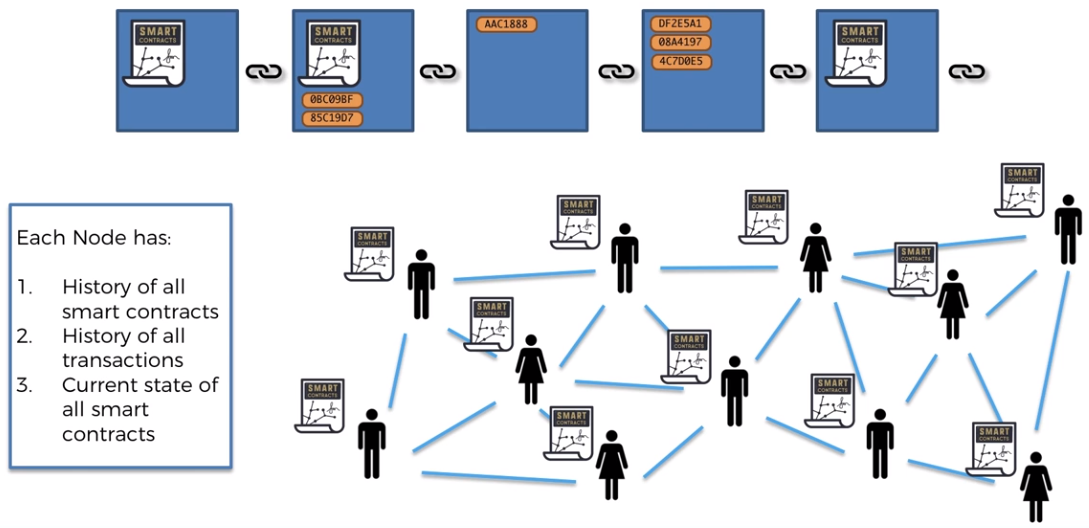 SMART
CONTRACTS
SMART
CONTRACTS
0BC09BF
85C19D7
AAC1888
DF2E5A1
08A4197
4C7D0E5
SMART
CONTRACTS
Each Node has:
1. History of all
smart contracts
2. History of all
transactions
3. Current state of
all smart
contracts
SMART
CONTRACTS
SMART
CONTRACTS
SMART
CONTRACTS
SMART
CONTRACTS
SMART
CONTRACTS
SMART
CONTRACTS
SMART
CONTRACTS
SMART
CONTRACTS
SMART
CONTRACTS
SMART
CONTRACTS
SMART
CONTRACTS